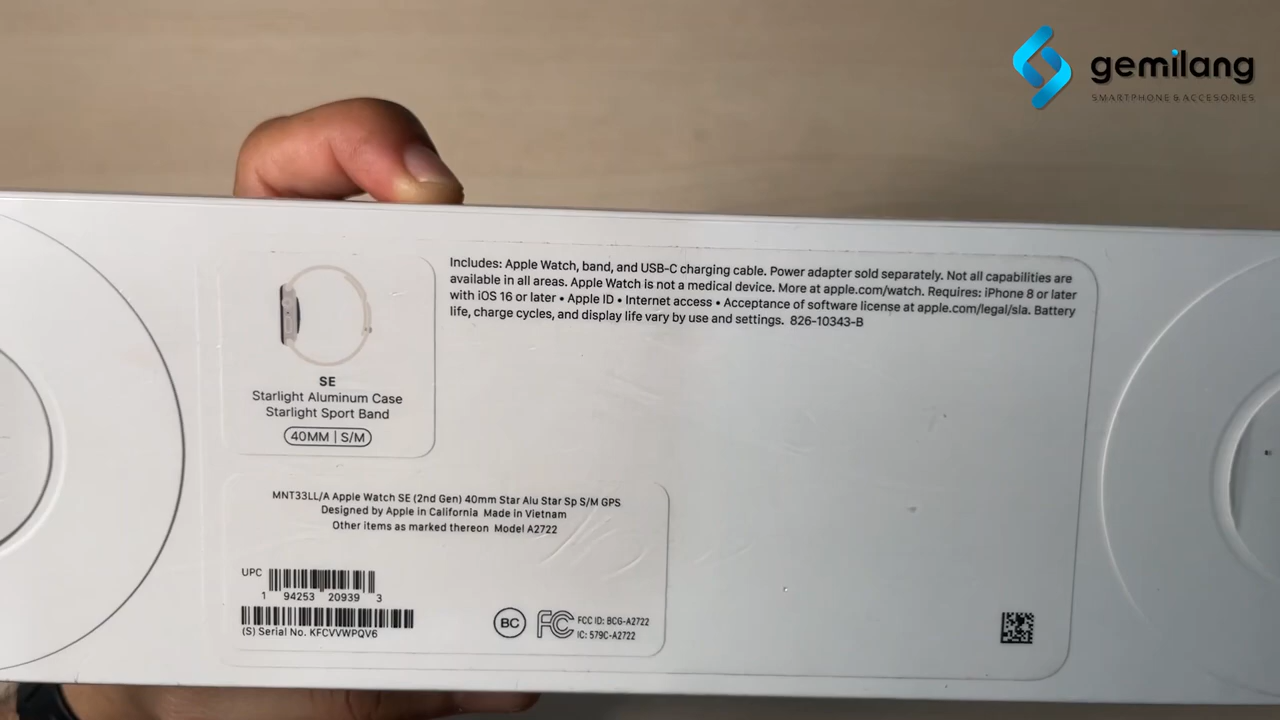 gemilang
SMARTPHONE & ACCESORIES
Includes: Apple Watch, band, and USB-C charging cable. Power adapter sold separately. Not all capabilities are
available in all areas. Apple Watch is not a medical device. More at apple.com/watch. Requires: iPhone 8 or later
with iOS 16 or later • Apple ID • Internet access • Acceptance of software license at apple.com/legal/sla. Battery
life, charge cycles, and display life vary by use and settings. 826-10343-B
SE
Starlight Aluminum Case
Starlight Sport Band
40MM | S/M
MNT33LL/A Apple Watch SE (2nd Gen) 40mm Star Alu Star Sp S/M GPS
Designed by Apple in California Made in Vietnam
Other items as marked thereon Model A2722
UPC
1 94253 20939 3
(S) Serial No. KFCVVWPQV6
BC
FC
FCC ID: BCG-A2722
IC: 579C-A2722